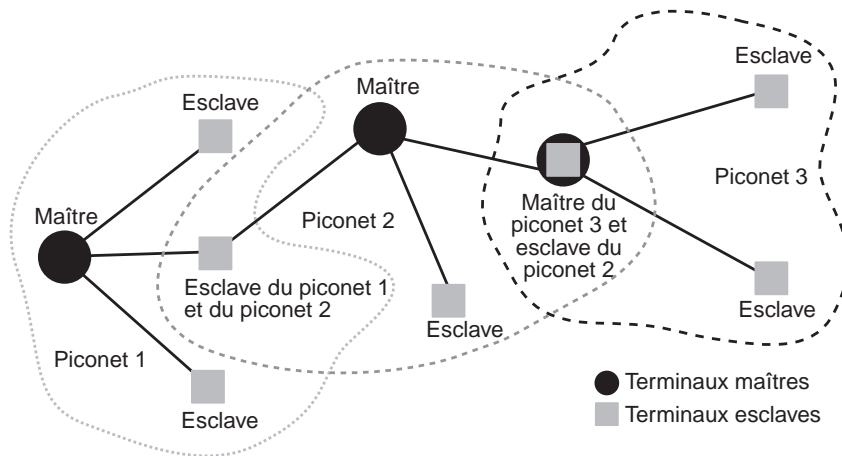 Esclave
Maître
Esclave
Maître
Piconet 3
Maître du
piconet 3 et
esclave du
piconet 2
Piconet 2
Esclave du piconet 1
et du piconet 2
Esclave
Esclave
Piconet 1
Esclave
Terminaux maîtres
Terminaux esclaves